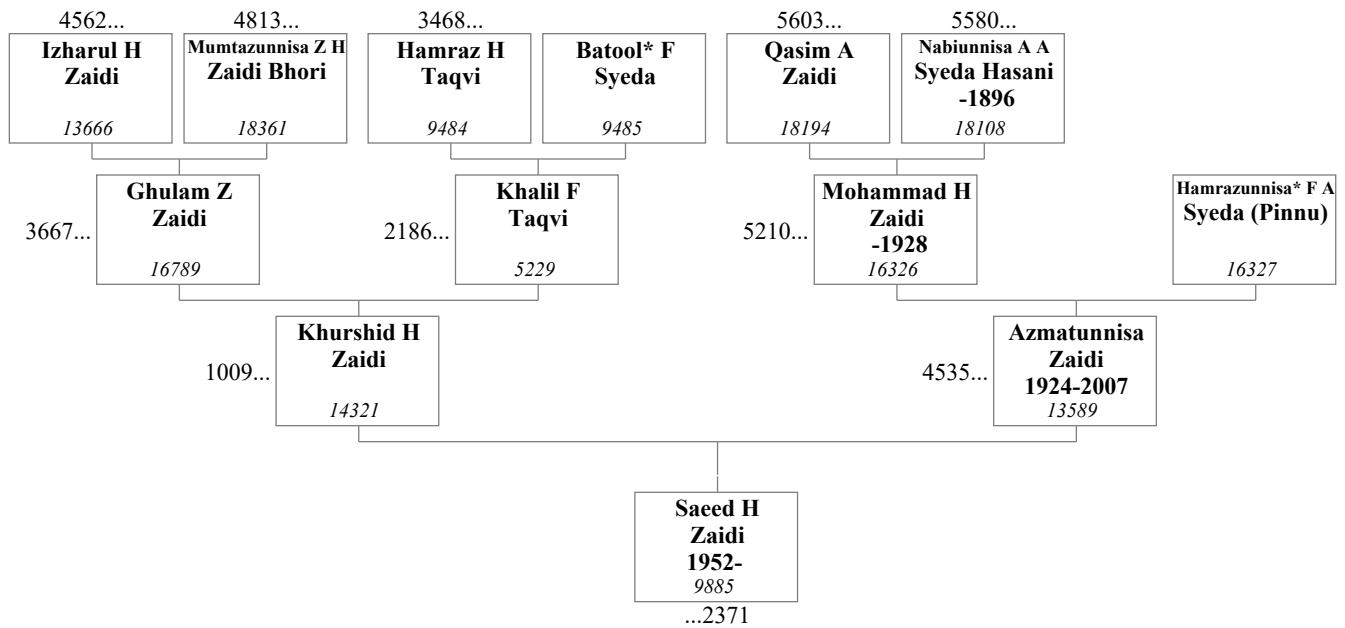 4562...
4813...
3468...
5603...
5580...
Izharul H
Zaidi
13666
Mumtazunnisa Z H
Zaidi Bhori
18361
Hamraz H
Taqvi
9484
Batool* F
Syeda
9485
Qasim A
Zaidi
18194
Nabiunnisa A A
Syeda Hasani
-1896
18108
3667...
Ghulam Z
Zaidi
16789
2186...
Khalil F
Taqvi
5229
5210...
Mohammad H
Zaidi
-1928
16326
Hamrazunnisa* F A
Syeda (Pinnu)
16327
1009...
Khurshid H
Zaidi
14321
4535...
Azmatunnisa
Zaidi
1924-2007
13589
Saeed H
Zaidi
1952-
9885
...2371